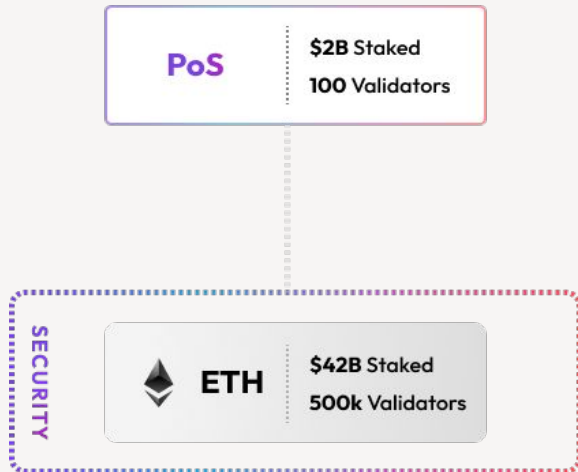 PoS
$2B Staked
100 Validators
SECURITY
ETH
$42B Staked
500k Validators